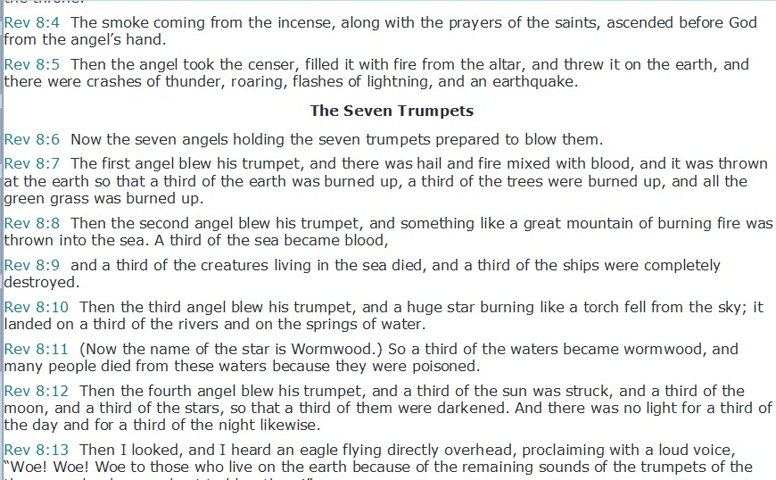 Rev 8:4 The smoke coming from the incense, along with the prayers of the saints, ascended before God
from the angel’s hand.
Rev 8:5 Then the angel took the censer, filled it with fire from the altar, and threw it on the earth, and
there were crashes of thunder, roaring, flashes of lightning, and an earthquake.
The Seven Trumpets
Rev 8:6 Now the seven angels holding the seven trumpets prepared to blow them.
Rev 8:7 The first angel blew his trumpet, and there was hail and fire mixed with blood, and it was thrown
at the earth so that a third of the earth was burned up, a third of the trees were burned up, and all the
green grass was burned up.
Rev 8:8 Then the second angel blew his trumpet, and something like a great mountain of burning fire was
thrown into the sea. A third of the sea became blood,
Rev 8:9 and a third of the creatures living in the sea died, and a third of the ships were completely
destroyed.
Rev 8:10 Then the third angel blew his trumpet, and a huge star burning like a torch fell from the sky; it
landed on a third of the rivers and on the springs of water.
Rev 8:11 (Now the name of the star is Wormwood.) So a third of the waters became wormwood, and
many people died from these waters because they were poisoned.
Rev 8:12 Then the fourth angel blew his trumpet, and a third of the sun was struck, and a third of the
moon, and a third of the stars, so that a third of them were darkened. And there was no light for a third of
the day and for a third of the night likewise.
Rev 8:13 Then I looked, and I heard an eagle flying directly overhead, proclaiming with a loud voice,
“Woe! Woe! Woe to those who live on the earth because of the remaining sounds of the trumpets of the